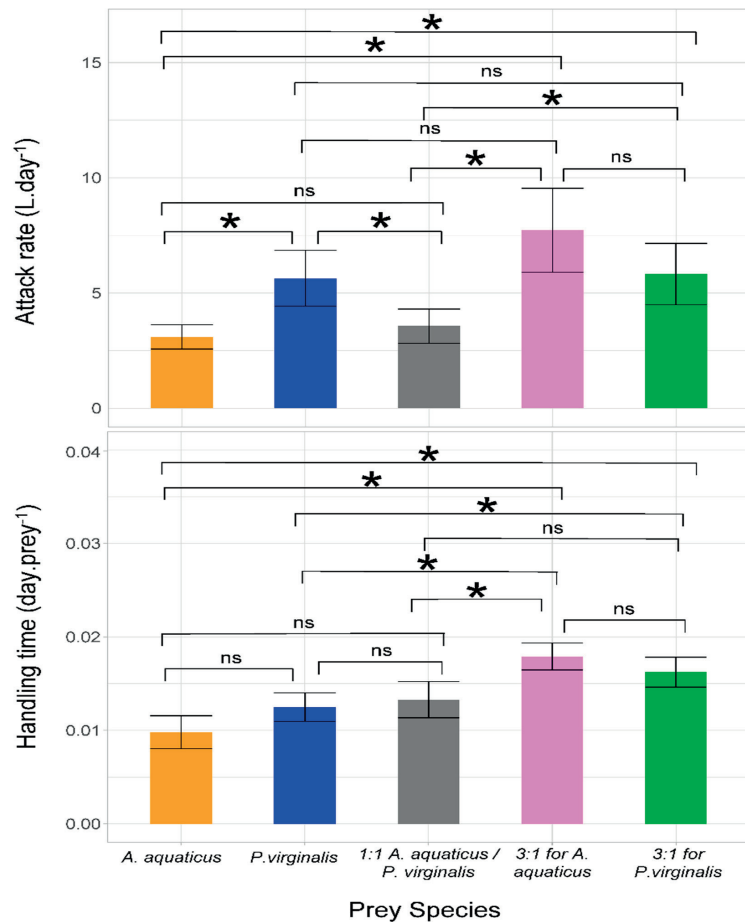 *
*
15
ns
*
ns
*
ns
10
ns
*
*
5
0
Attack rate (L.day-1)
0.04
*
*
*
0.03
ns
*
*
ns
0.02
ns
ns
ns
0.01
0.00
Handling time (day.prey-1)
A. aquaticus
P.virginalis
1:1 A. aquaticus /
P. virginalis
3:1 for A.
aquaticus
3:1 for
P.virginalis
Prey Species